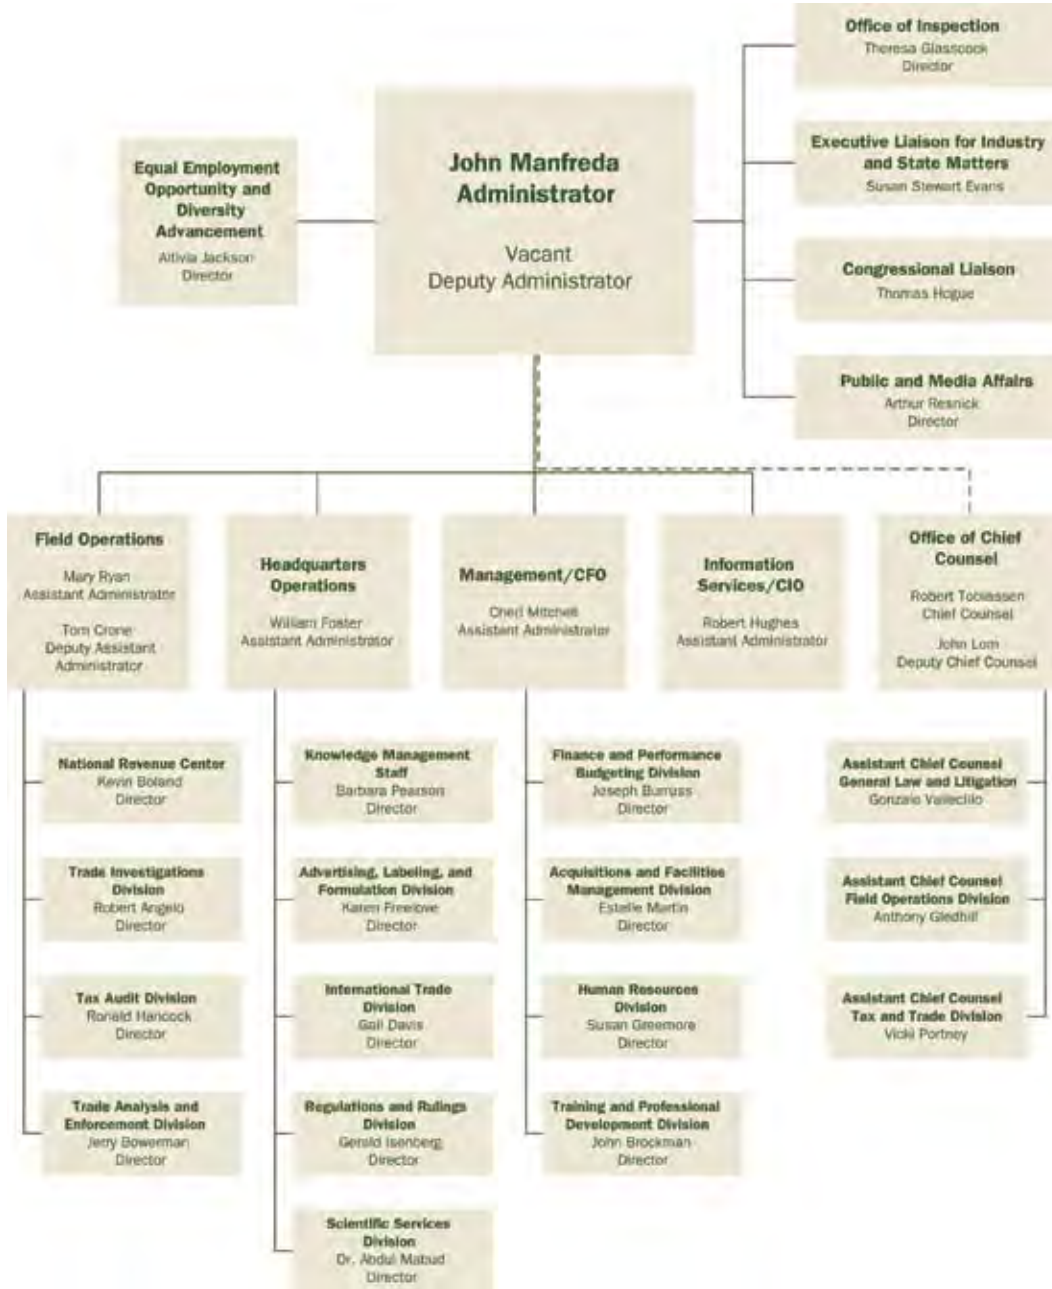 Office of Inspection
Theresa Glasscock
Director
Equal Employment
Opportunity and
Diversity
Advancement
Altivia Jackson
Director
John Manfreda
Administrator
Vacant
Deputy Administrator
Executive Liaison for Industry
and State Matters
Susan Stewart Evans
Congressional Liaison
Thomas Hogue
Public and Media Affairs
Arthur Resnick
Director
Field Operations
Mary Ryan
Assistant Administrator
Tom Crone
Deputy Assistant
Administrator
Headquarters
Operations
William Foster
Assistant Administrator
Management/CFO
Cheri Mitchell
Assistant Administrator
Information
Services/CIO
Robert Hughes
Assistant Administrator
Office of Chief
Counsel
Robert Tobiassen
Chief Counsel
John Lom
Deputy Chief Counsel
National Revenue Center
Kevin Boland
Director
Trade Investigations
Division
Robert Angelo
Director
Tax Audit Division
Ronald Hancock
Director
Trade Analysis and
Enforcement Division
Jerry Bowerman
Director
Knowledge Management
Staff
Barbara Pearson
Director
Advertising, Labeling, and
Formulation Division
Karen Freelove
Director
International Trade
Division
Gail Davis
Director
Regulations and Rulings
Division
Gerald Isenberg
Director
Scientific Services
Division
Dr. Abdul Mabud
Director
Finance and Performance
Budgeting Division
Joseph Burruss
Director
Acquisitions and Facilities
Management Division
Estelle Martin
Director
Human Resources
Division
Susan Greemore
Director
Training and Professional
Development Division
John Brockman
Director
Assistant Chief Counsel
General Law and Litigation
Gonzalo Vallecillo
Assistant Chief Counsel
Field Operations Division
Anthony Gledhill
Assistant Chief Counsel
Tax and Trade Division
Vicki Portney